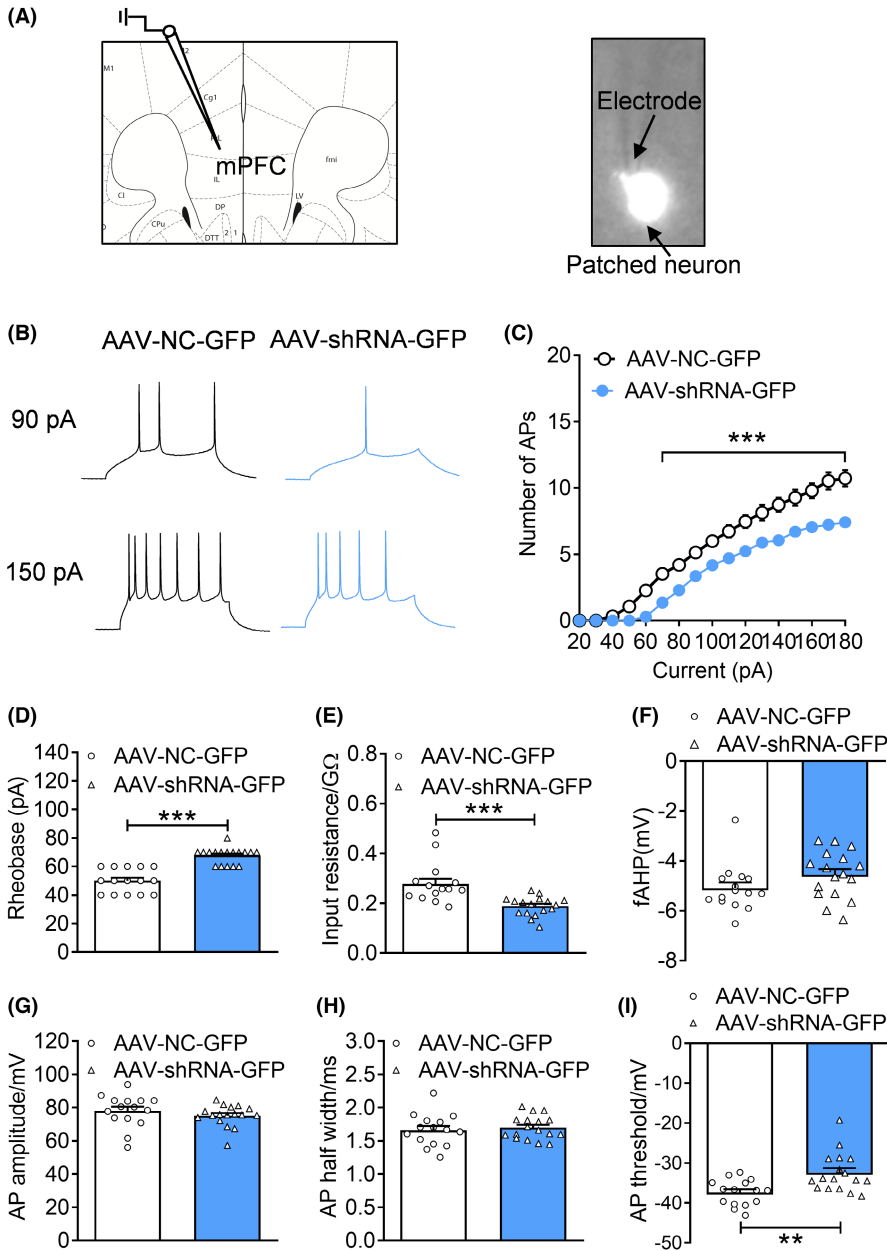 (A)
M1
2
Cg1
PrL
mPFC
IL
fmi
Cl
DP
LV
CPu
DTT
2
1
Electrode
Patched neuron
(B)
AAV-NC-GFP
AAV-shRNA-GFP
90 pA
150 pA
(C)
AAV-NC-GFP
AAV-shRNA-GFP
***
Number of APs
20
15
10
5
0
20 40 60 80 100 120 140 160 180
Current (pA)
(D)
AAV-NC-GFP
AAV-shRNA-GFP
***
Rheobase (pA)
140
120
100
80
60
40
20
0
(E)
AAV-NC-GFP
AAV-shRNA-GFP
***
Input resistance/GΩ
0.8
0.6
0.4
0.2
0.0
(F)
AAV-NC-GFP
AAV-shRNA-GFP
fAHP(mV)
0
-2
-4
-6
-8
(G)
AAV-NC-GFP
AAV-shRNA-GFP
AP amplitude/mV
120
100
80
60
40
20
0
(H)
AAV-NC-GFP
AAV-shRNA-GFP
AP half width/ms
3.0
2.5
2.0
1.5
1.0
0.5
0.0
(I)
AAV-NC-GFP
AAV-shRNA-GFP
AP threshold/mV
0
-10
-20
-30
-40
-50
**